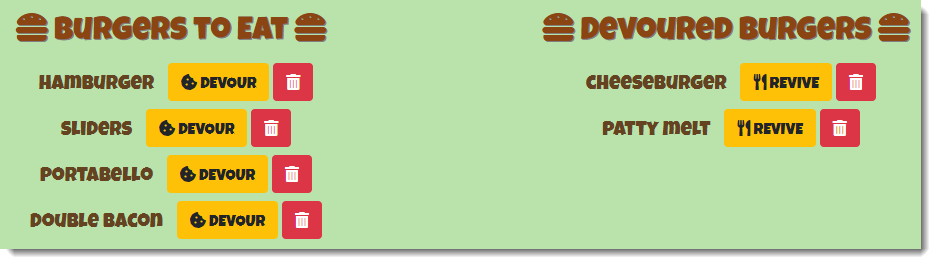 BURGERS TO EAT
HAMBURGER DEVOUR
SLIDERS DEVOUR
PORTABELLO DEVOUR
DOUBLE BACON DEVOUR
DEVOURED BURGERS
CHEESEBURGER REVIVE
PATTY MELT REVIVE